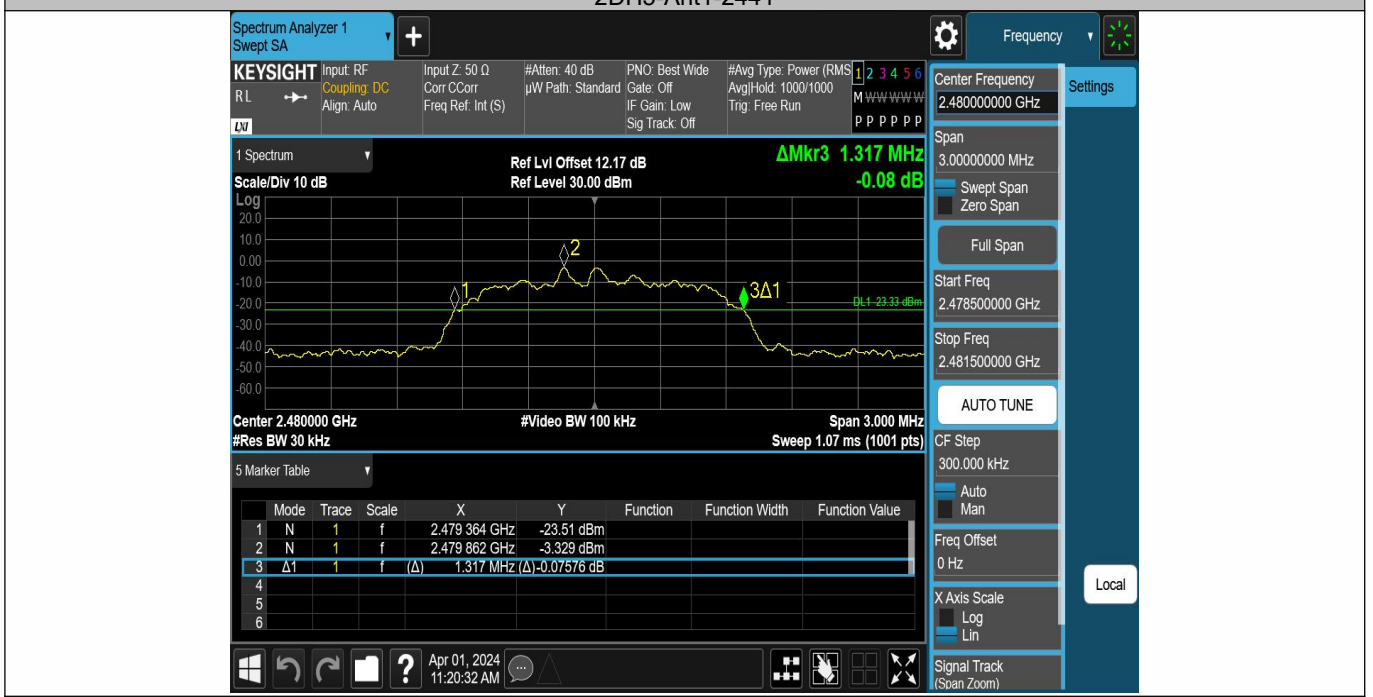 Spectrum Analyzer 1
Swept SA
Frequency
KEYSIGHT
RL
LXI
Input: RF
Coupling: DC
Align: Auto
Input Z: 50 Ω
Corr CCorr
Freq Ref: Int (S)
#Atten: 40 dB
µW Path: Standard
PNO: Best Wide
Gate: Off
IF Gain: Low
Sig Track: Off
#Avg Type: Power (RMS
Avg|Hold: 1000/1000
Trig: Free Run
1 2 3 4 5 6
M W W W W W
P P P P P P
1 Spectrum
Scale/Div 10 dB
Ref Lvl Offset 12.17 dB
Ref Level 30.00 dBm
ΔMkr3 1.317 MHz
-0.08 dB
Log
20.0
10.0
0.00
-10.0
-20.0
-30.0
-40.0
-50.0
-60.0
1
2
3Δ1
DL1 -23.33 dBm
Center 2.480000 GHz
#Video BW 100 kHz
Span 3.000 MHz
#Res BW 30 kHz
Sweep 1.07 ms (1001 pts)
5 Marker Table
Mode Trace Scale X Y Function Function Width Function Value
1 N 1 f 2.479 364 GHz -23.51 dBm
2 N 1 f 2.479 862 GHz -3.329 dBm
3 Δ1 1 f (Δ) 1.317 MHz (Δ) -0.07576 dB
4
5
6
Apr 01, 2024
11:20:32 AM
Center Frequency
2.480000000 GHz
Settings
Span
3.00000000 MHz
Swept Span
Zero Span
Full Span
Start Freq
2.478500000 GHz
Stop Freq
2.481500000 GHz
AUTO TUNE
CF Step
300.000 kHz
Auto
Man
Freq Offset
0 Hz
X Axis Scale
Log
Lin
Local
Signal Track
(Span Zoom)